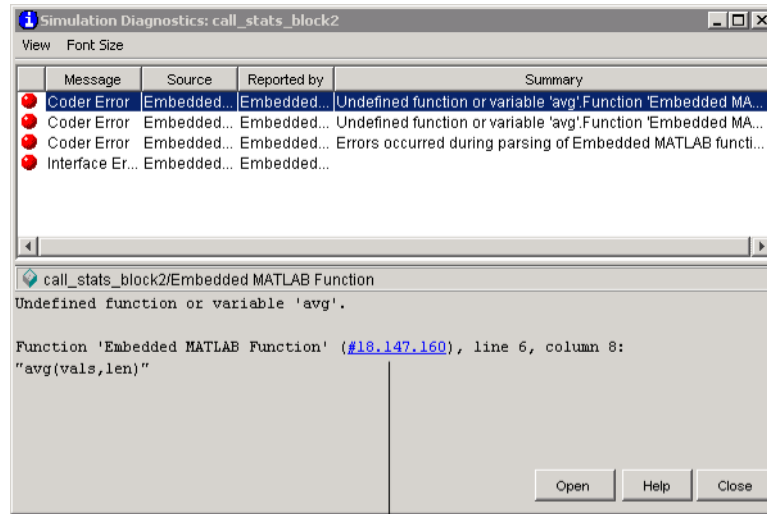 Simulation Diagnostics: call_stats_block2
View Font Size
Message Source Reported by Summary
Coder Error Embedded... Embedded... Undefined function or variable 'avg'.Function 'Embedded MA...
Coder Error Embedded... Embedded... Undefined function or variable 'avg'.Function 'Embedded MA...
Coder Error Embedded... Embedded... Errors occurred during parsing of Embedded MATLAB functi...
Interface Er... Embedded... Embedded...
call_stats_block2/Embedded MATLAB Function
Undefined function or variable 'avg'.
Function 'Embedded MATLAB Function' (#18.147.160), line 6, column 8:
"avg(vals,len)"
Open Help Close